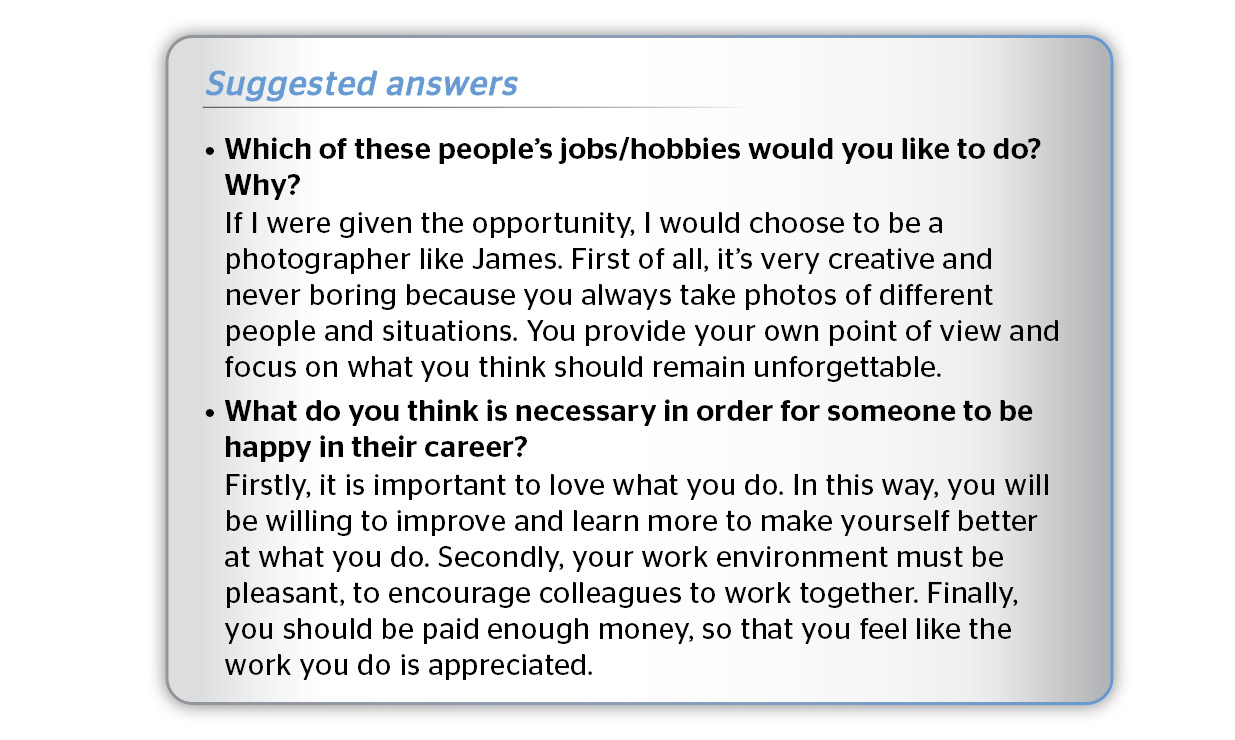 Suggested answers
• Which of these people’s jobs/hobbies would you like to do?
Why?
If I were given the opportunity, I would choose to be a
photographer like James. First of all, it’s very creative and
never boring because you always take photos of different
people and situations. You provide your own point of view and
focus on what you think should remain unforgettable.
• What do you think is necessary in order for someone to be
happy in their career?
Firstly, it is important to love what you do. In this way, you will
be willing to improve and learn more to make yourself better
at what you do. Secondly, your work environment must be
pleasant, to encourage colleagues to work together. Finally,
you should be paid enough money, so that you feel like the
work you do is appreciated.